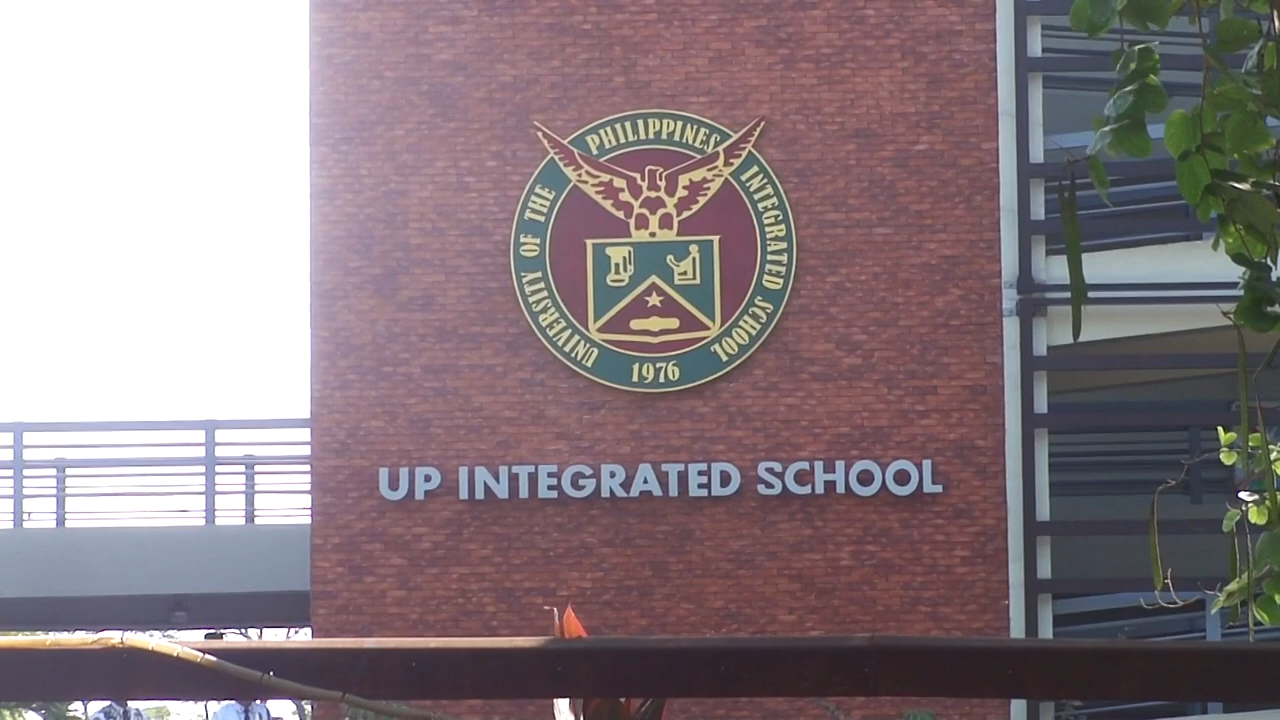 UNIVERSITY OF THE PHILIPPINES INTEGRATED SCHOOL
1976
UP INTEGRATED SCHOOL